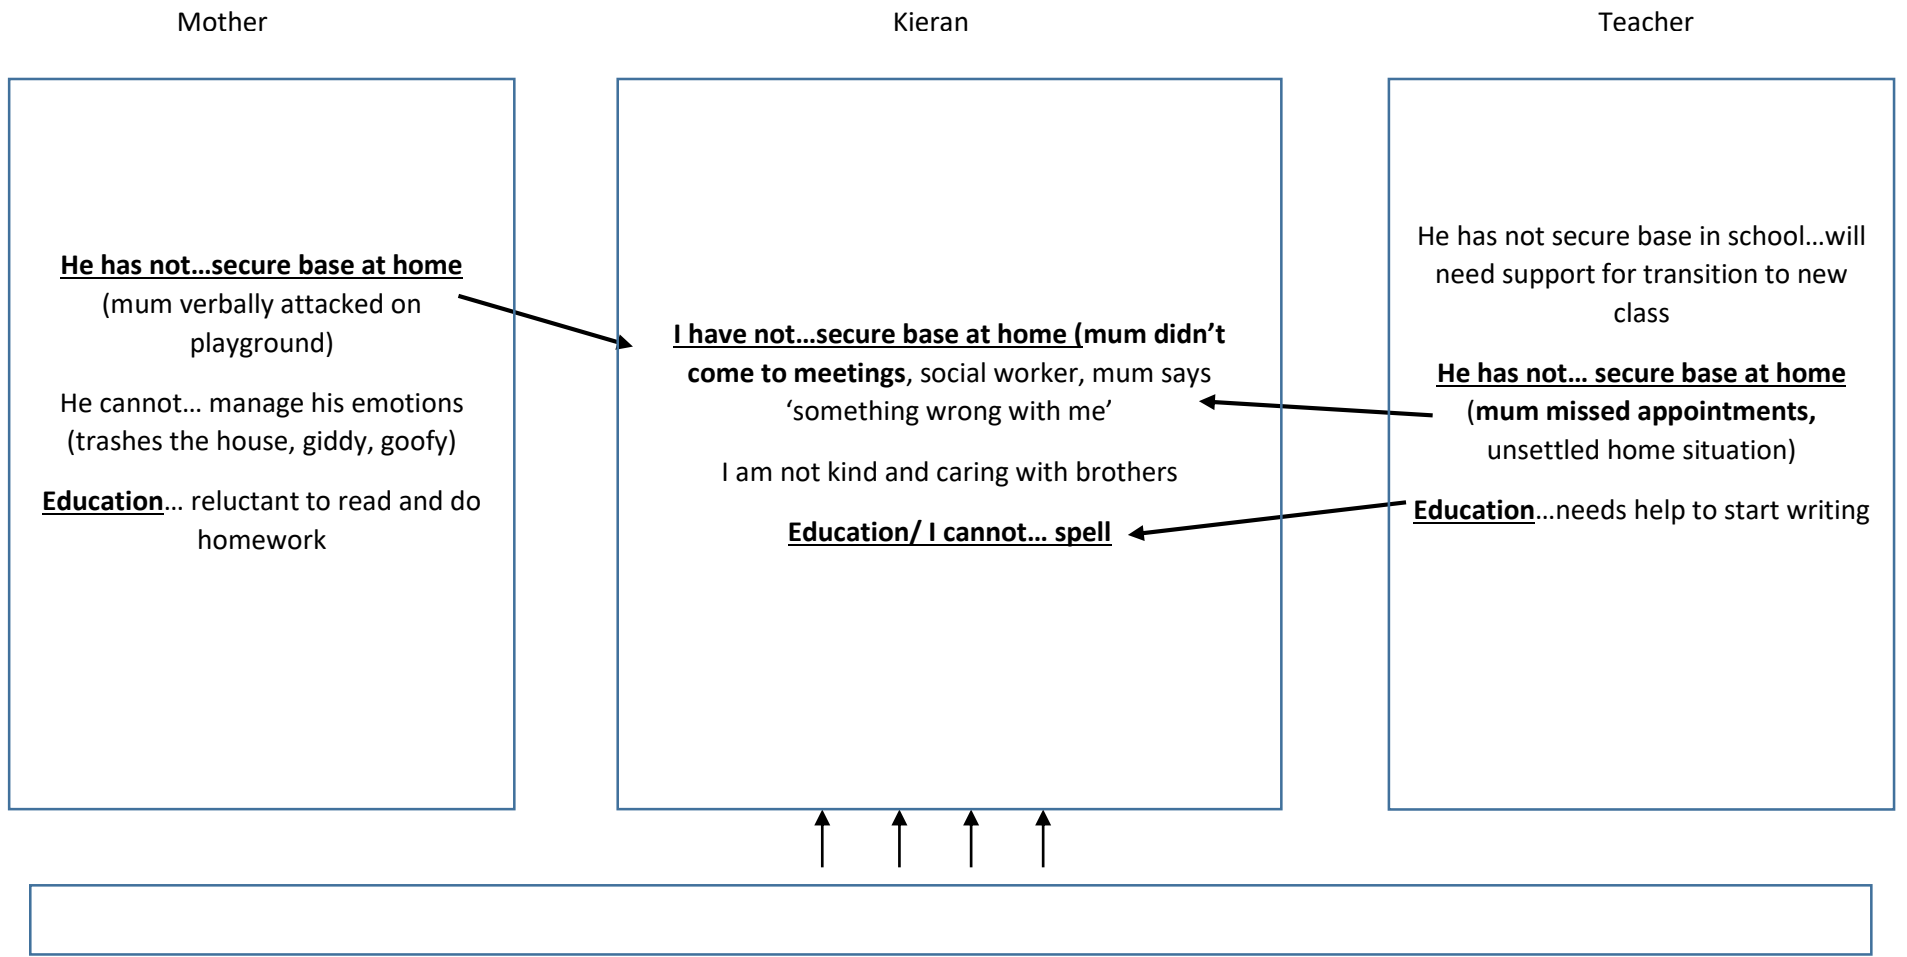 Mother
Kieran
Teacher
He has not…secure base at home
(mum verbally attacked on
playground)
He cannot… manage his emotions
(trashes the house, giddy, goofy)
Education… reluctant to read and do
homework
I have not…secure base at home (mum didn’t
come to meetings, social worker, mum says
‘something wrong with me’
I am not kind and caring with brothers
Education/ I cannot… spell
He has not secure base in school…will
need support for transition to new
class
He has not… secure base at home
(mum missed appointments,
unsettled home situation)
Education…needs help to start writing